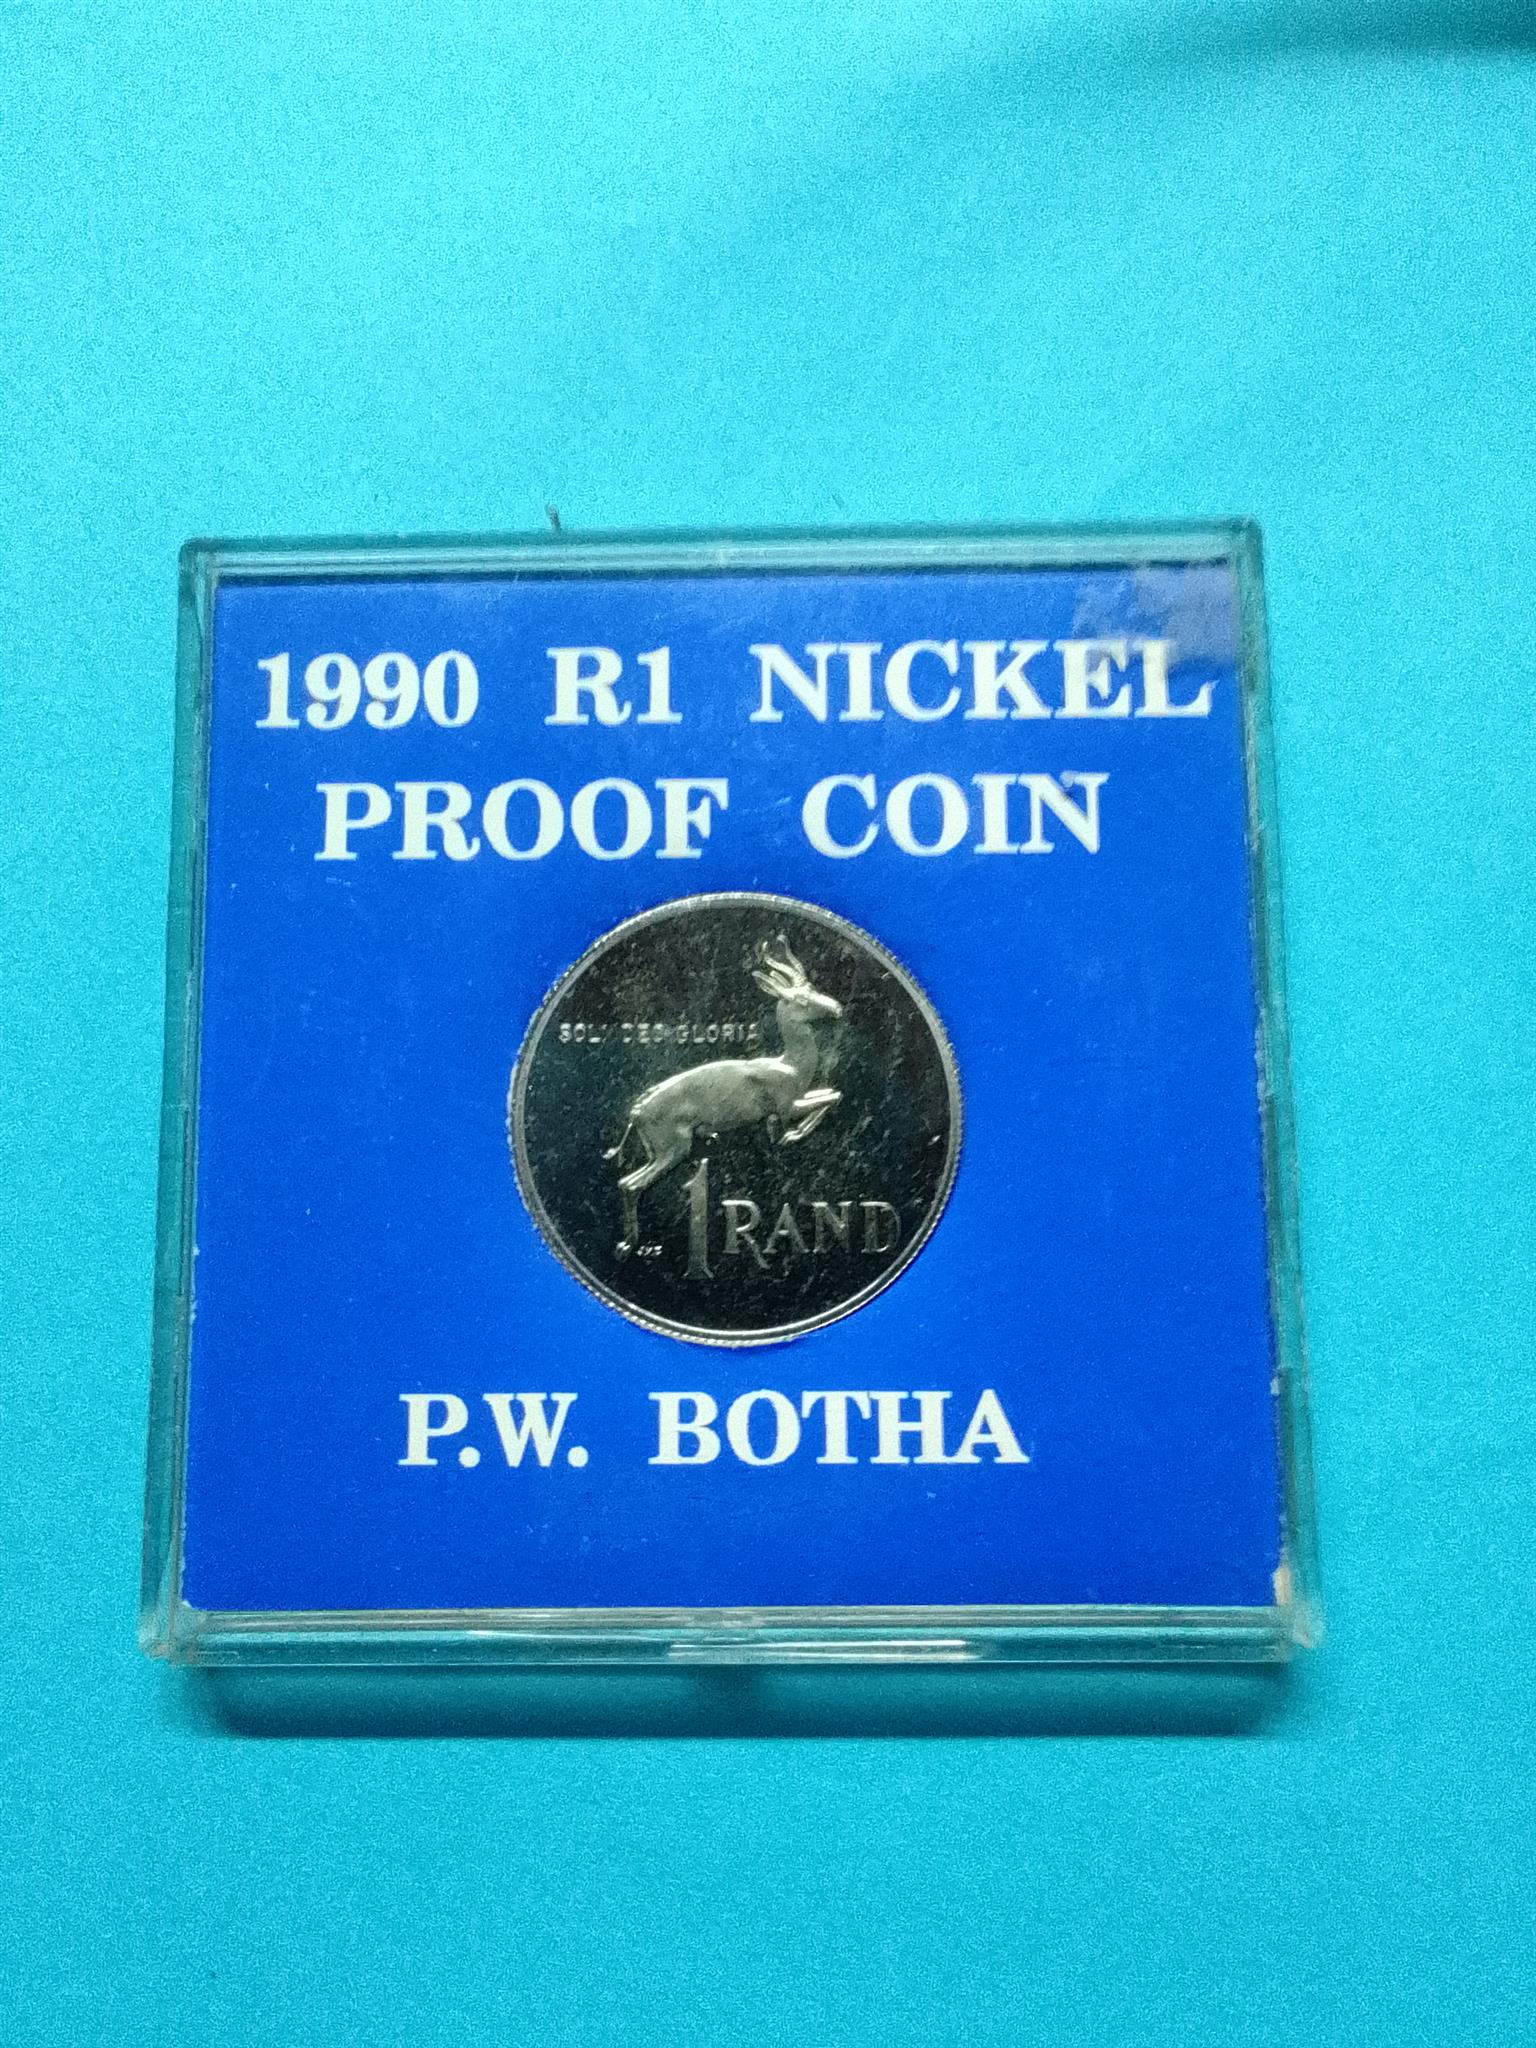 1990 R1 NICKEL
PROOF COIN
SOLI DEO GLORIA
1 RAND
P.W. BOTHA